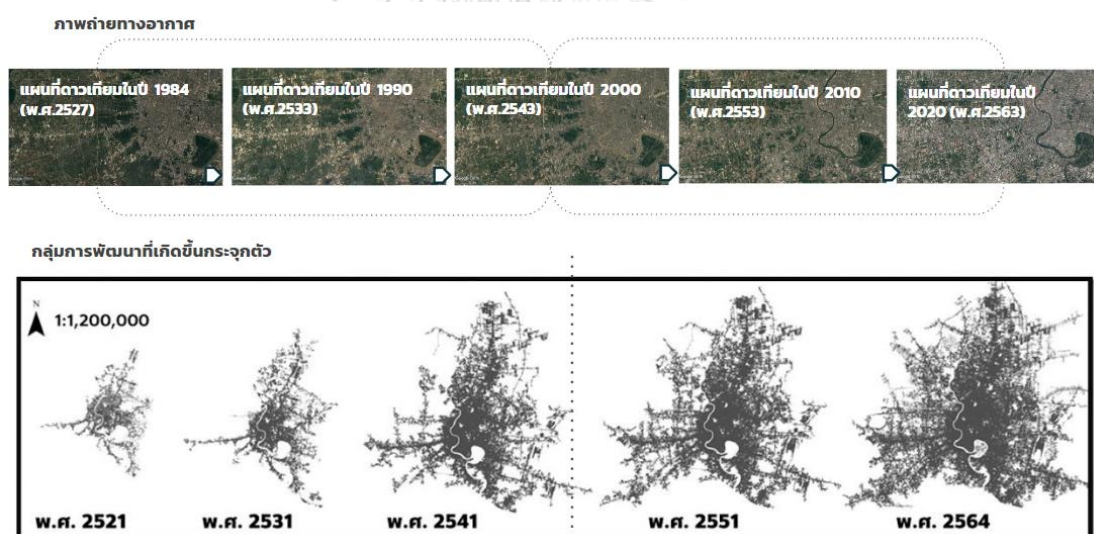 ภาพถ่ายทางอากาศ
แผนที่ดาวเทียมในปี 1984
(พ.ศ.2527)
แผนที่ดาวเทียมในปี 1990
(พ.ศ.2533)
แผนที่ดาวเทียมในปี 2000
(พ.ศ.2543)
แผนที่ดาวเทียมในปี 2010
(พ.ศ.2553)
แผนที่ดาวเทียมในปี
2020 (พ.ศ.2563)
กลุ่มการพัฒนาที่เกิดขึ้นกระจุกตัว
N
1:1,200,000
พ.ศ. 2521
พ.ศ. 2531
พ.ศ. 2541
พ.ศ. 2551
พ.ศ. 2564